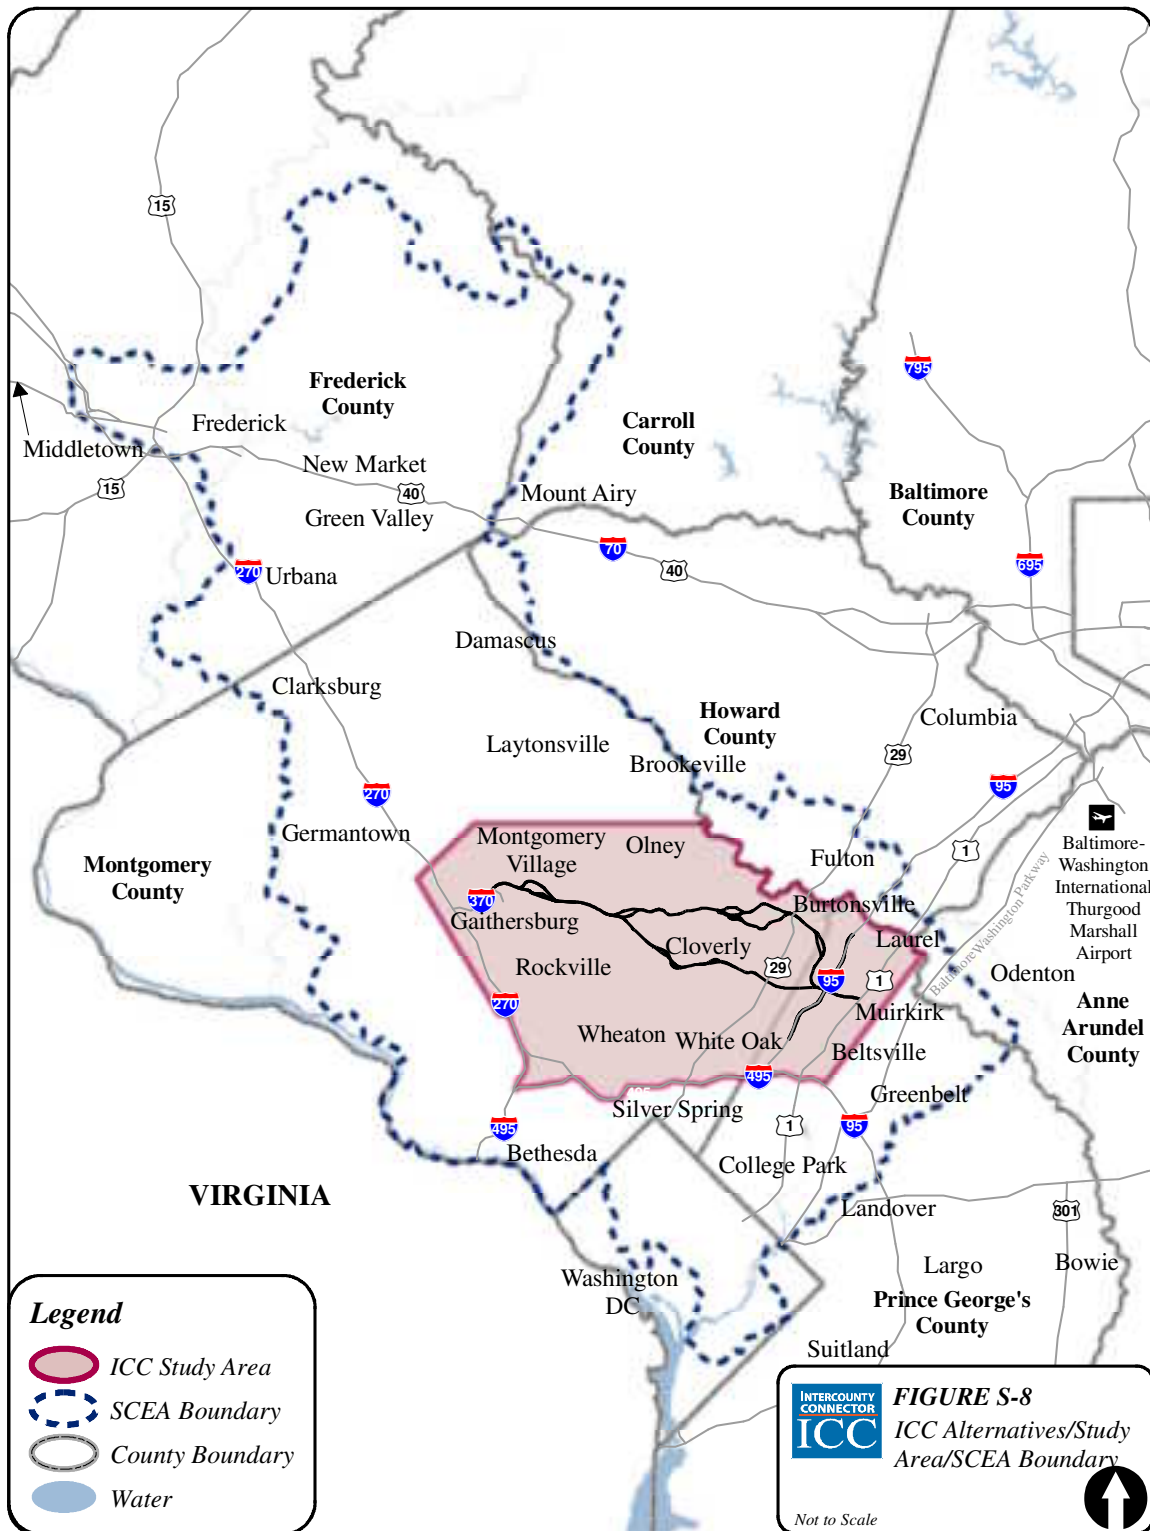 15
795
Frederick
County
Frederick
Carroll
County
Middletown
New Market
15
40
Mount Airy
Baltimore
County
Green Valley
70
40
695
270
Urbana
Damascus
Clarksburg
Howard
County
Columbia
Laytonsville
Brookeville
29
95
270
Germantown
Montgomery
Village
Olney
Fulton
1
Baltimore-
Washington
International
Thurgood
Marshall
Airport
Montgomery
County
370
Gaithersburg
Burtonsville
Cloverly
Laurel
Baltimore Washington Parkway
Rockville
29
95
1
Odenton
270
Muirkirk
Anne
Arundel
County
Wheaton
White Oak
Beltsville
495
495
Greenbelt
Silver Spring
495
1
95
Bethesda
College Park
VIRGINIA
Landover
301
Washington
DC
Largo
Bowie
Prince George's
County
Suitland
Legend
ICC Study Area
SCEA Boundary
County Boundary
Water
INTERCOUNTY
CONNECTOR
ICC
FIGURE S-8
ICC Alternatives/Study
Area/SCEA Boundary
Not to Scale